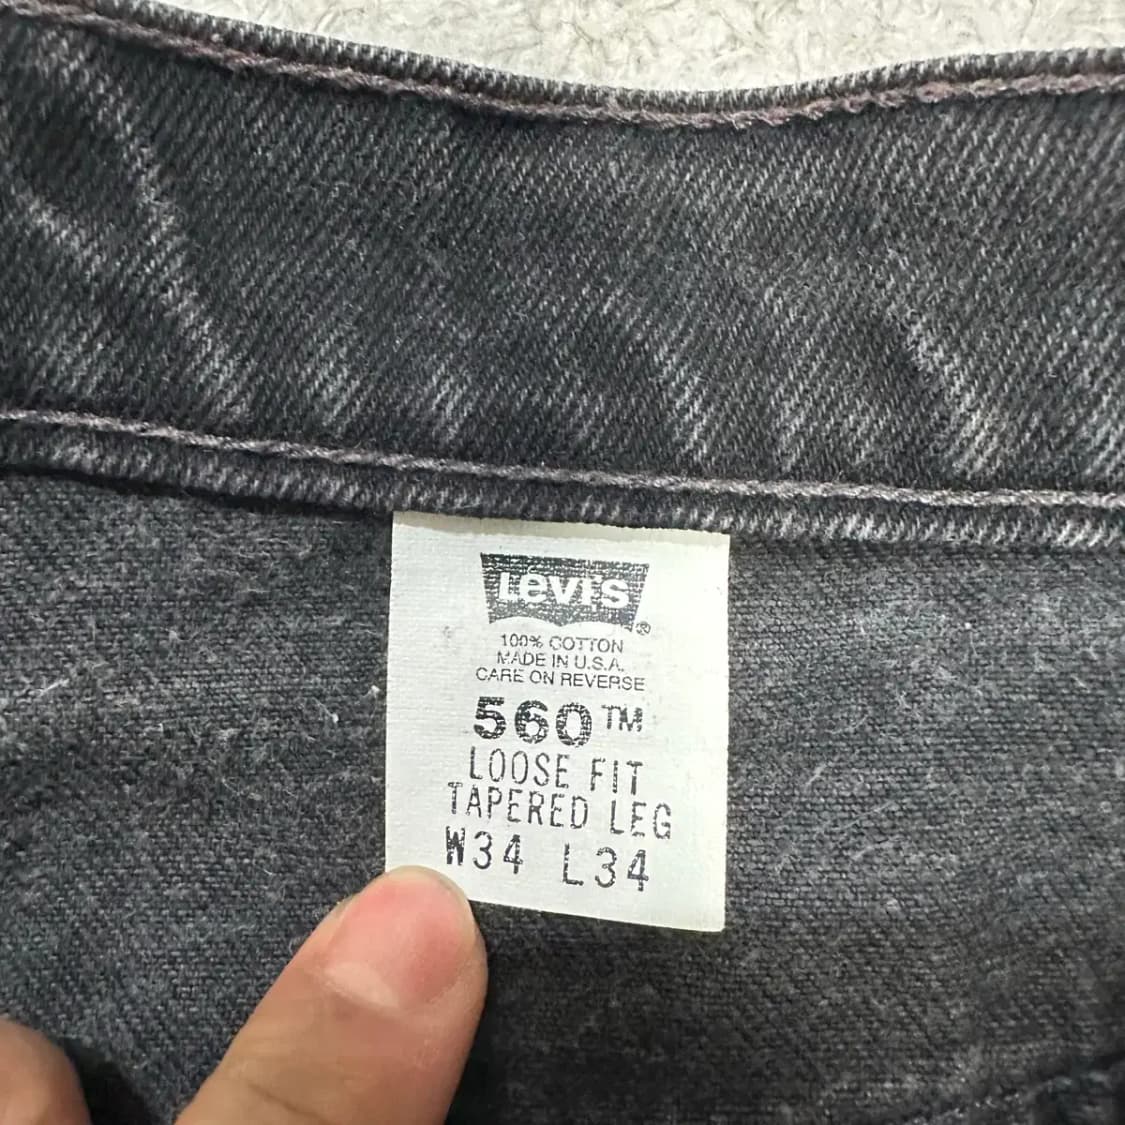 Levi's ®
100% COTTON
MADE IN U.S.A.
CARE ON REVERSE
560™
LOOSE FIT
TAPERED LEG
W34 L34